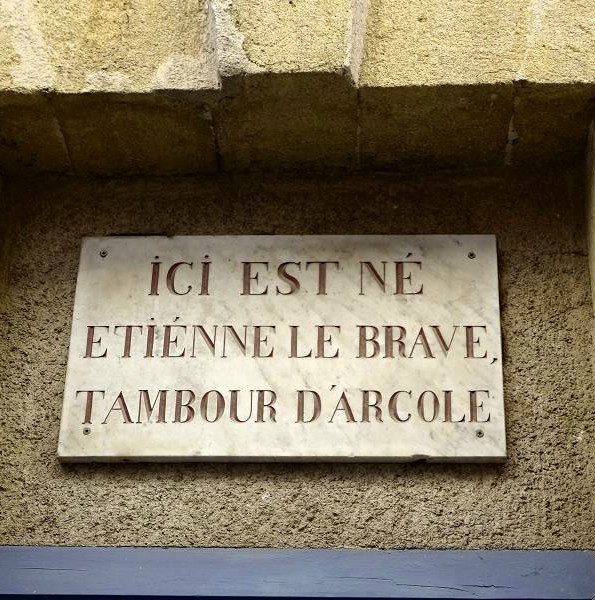 iCi EST NÉ
ETiÉNNE LE BRAVE,
TAMBOUR D'ARCOLE